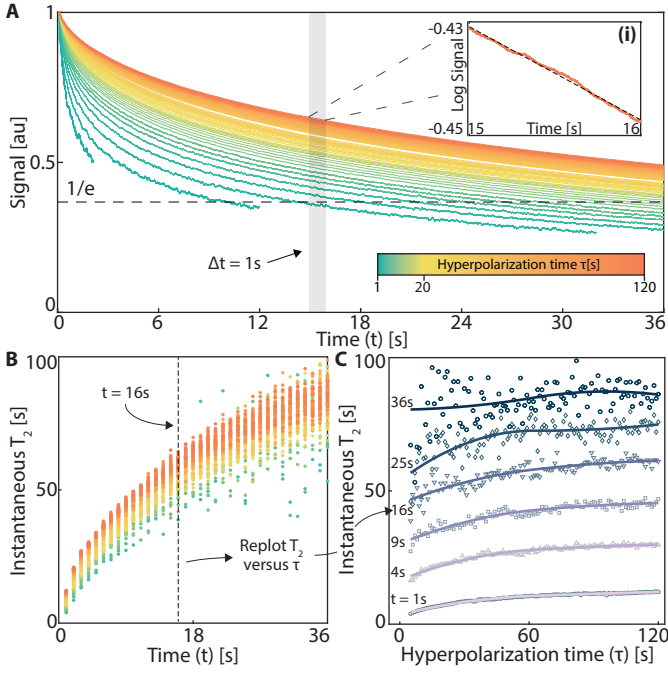 A
1
0.5
0
Signal [au]
1/e
Δt = 1s
(i)
-0.43
-0.45
Log Signal
15
Time [s]
16
Hyperpolarization time τ[s]
1
20
120
0
6
12
18
24
30
36
Time (t) [s]
B
100
50
0
Instantaneous T2 [s]
t = 16s
Replot T2
versus τ
0
18
36
Time (t) [s]
C
100
50
0
Instantaneous T2 [s]
36s
25s
16s
9s
4s
t = 1s
0
60
120
Hyperpolarization time (τ) [s]